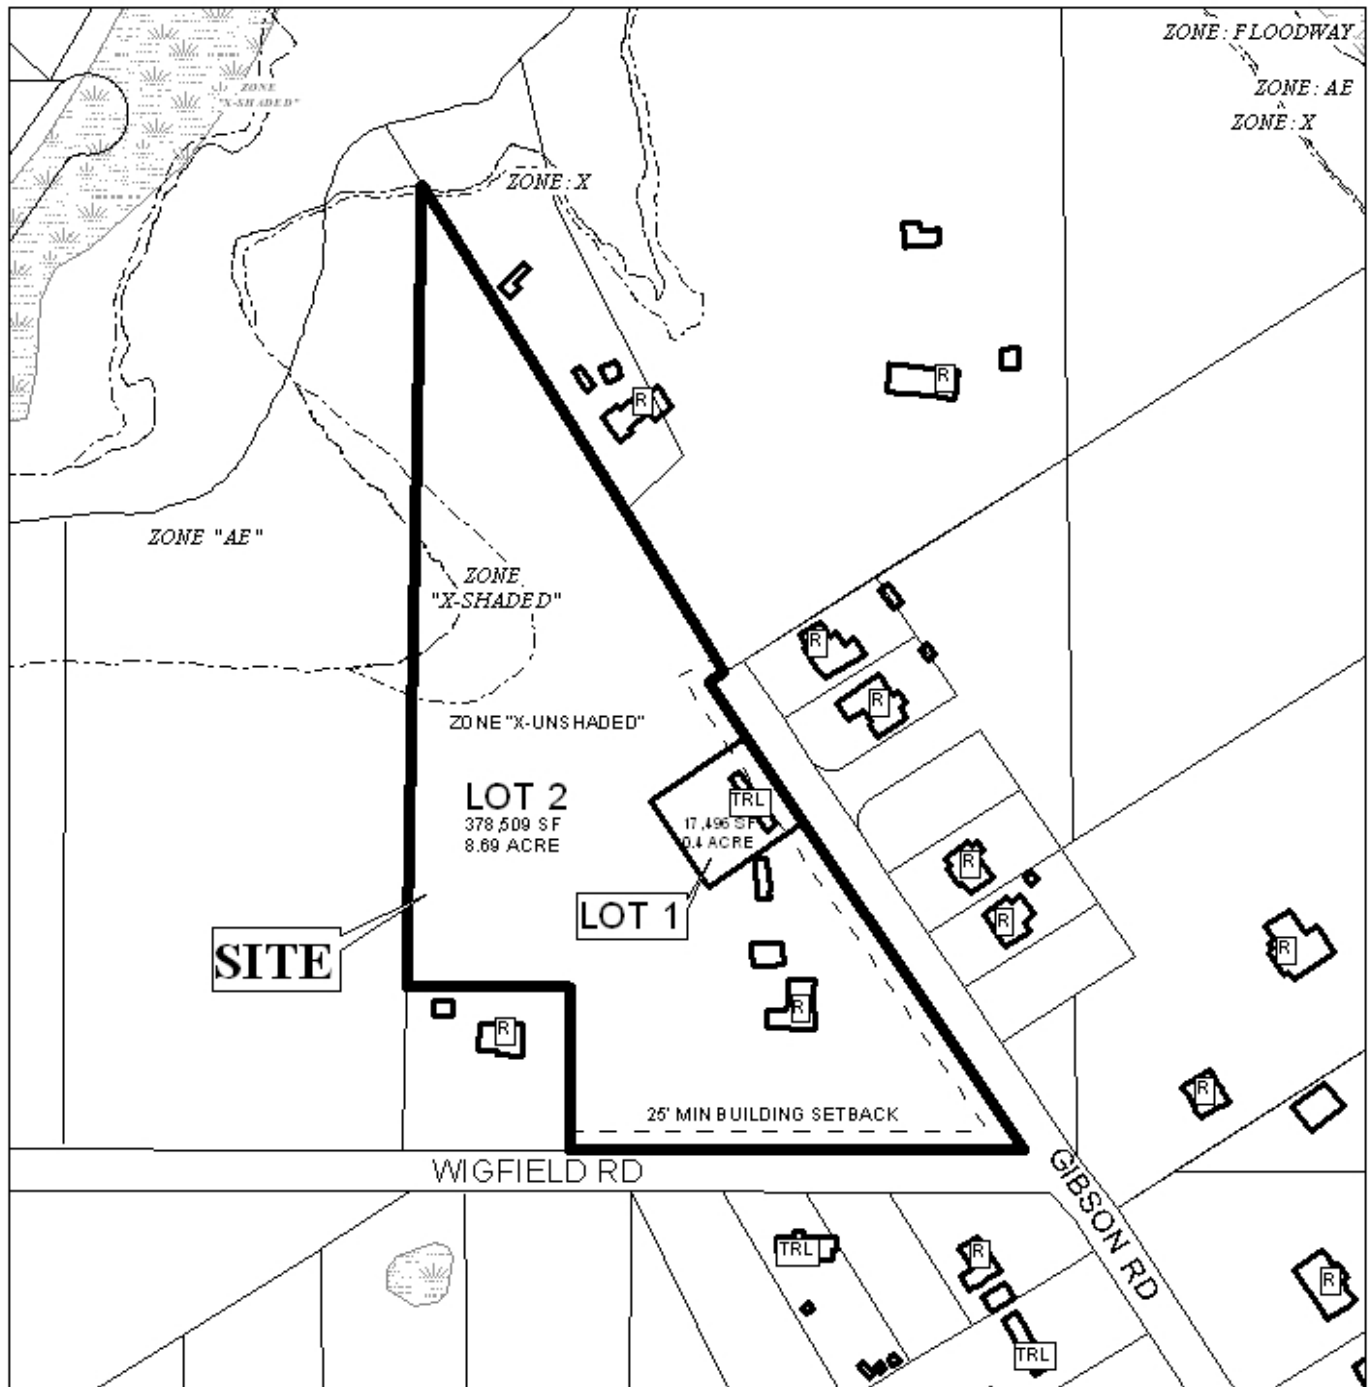 ZONE: FLOODWAY
ZONE
"X-SHADED"
ZONE: AE
ZONE: X
ZONE: X
R
R
ZONE "AE"
ZONE
"X-SHADED"
R
R
ZONE "X-UNSHADED"
LOT 2
378,509 SF
8.69 ACRE
TRL
17,496 SF
0.4 ACRE
R
R
LOT 1
SITE
R
R
R
R
25' MIN BUILDING SETBACK
WIGFIELD RD
GIBSON RD
TRL
R
R
TRL